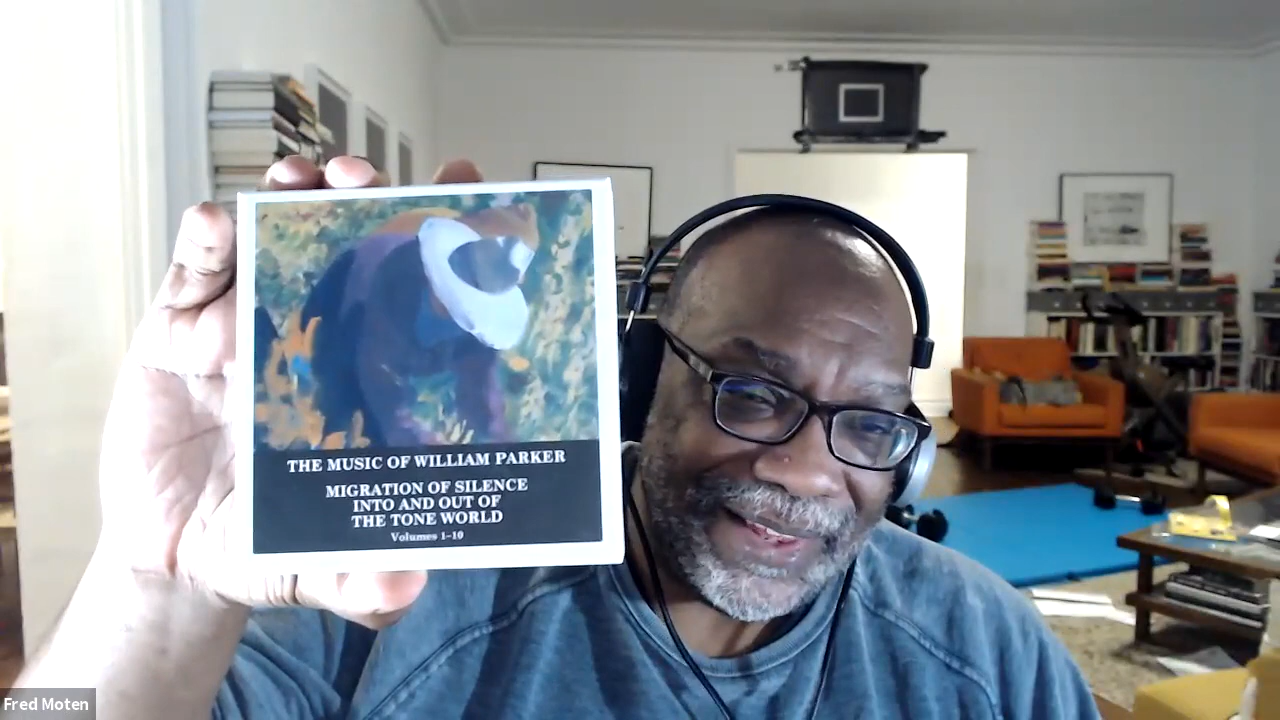 THE MUSIC OF WILLIAM PARKER
MIGRATION OF SILENCE
INTO AND OUT OF
THE TONE WORLD
Volumes 1–10
Fred Moten